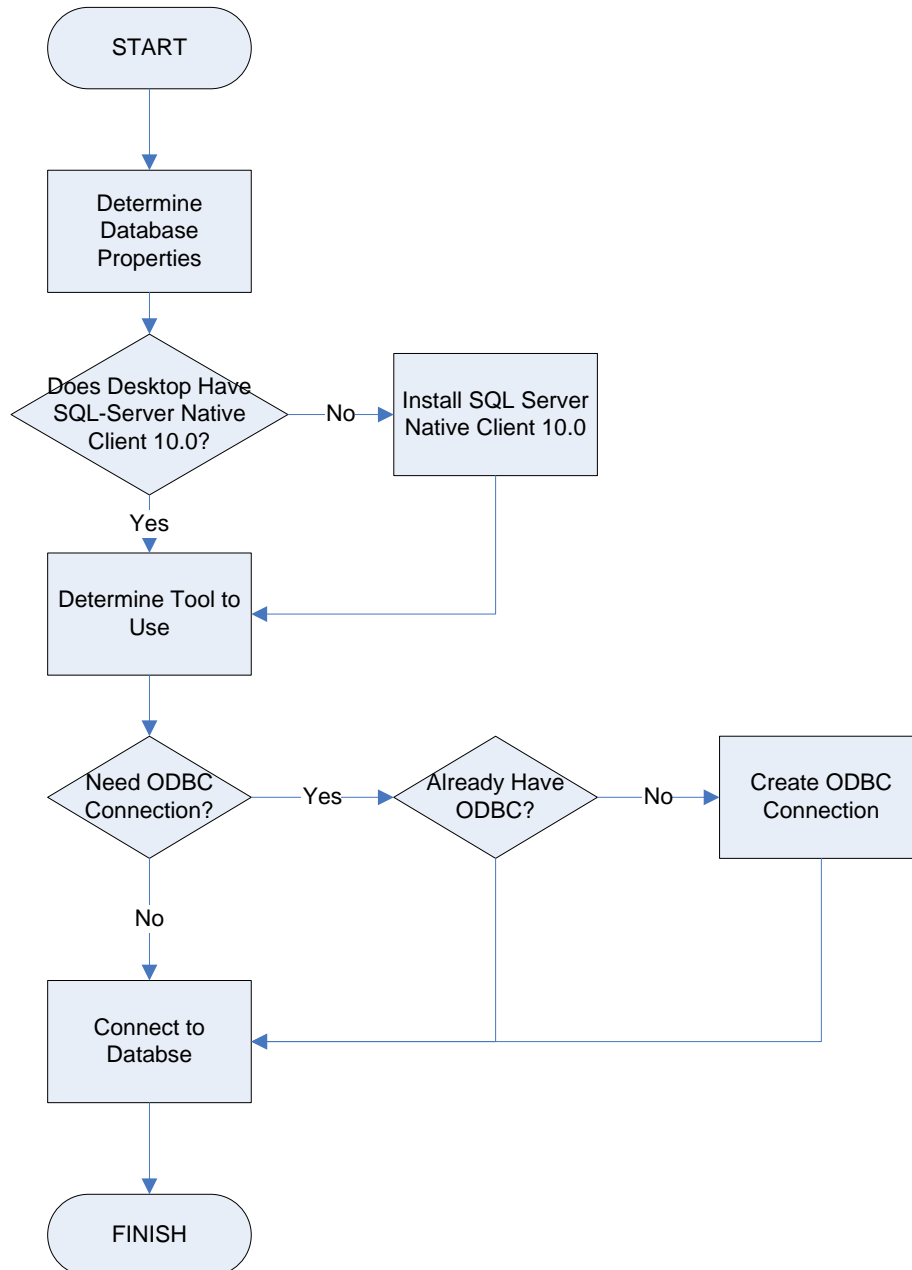 START
Determine
Database
Properties
Does Desktop Have
SQL-Server Native
Client 10.0?
No
Install SQL Server
Native Client 10.0
Yes
Determine Tool to
Use
Need ODBC
Connection?
Yes
Already Have
ODBC?
No
Create ODBC
Connection
No
Connect to
Databse
FINISH